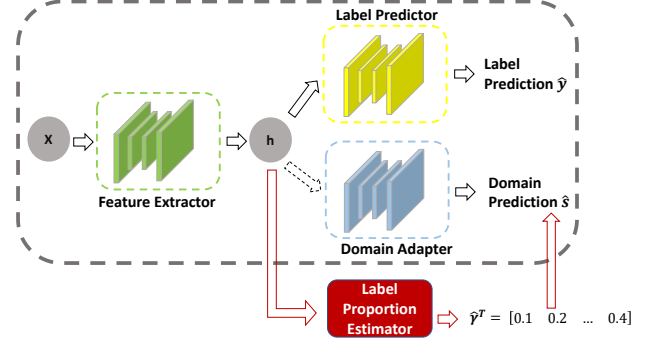 Label Predictor
Label
Prediction ŷ
X
h
Feature Extractor
Domain
Prediction ŝ
Domain Adapter
Label
Proportion
Estimator
γ̂ᵀ = [0.1 0.2 ... 0.4]